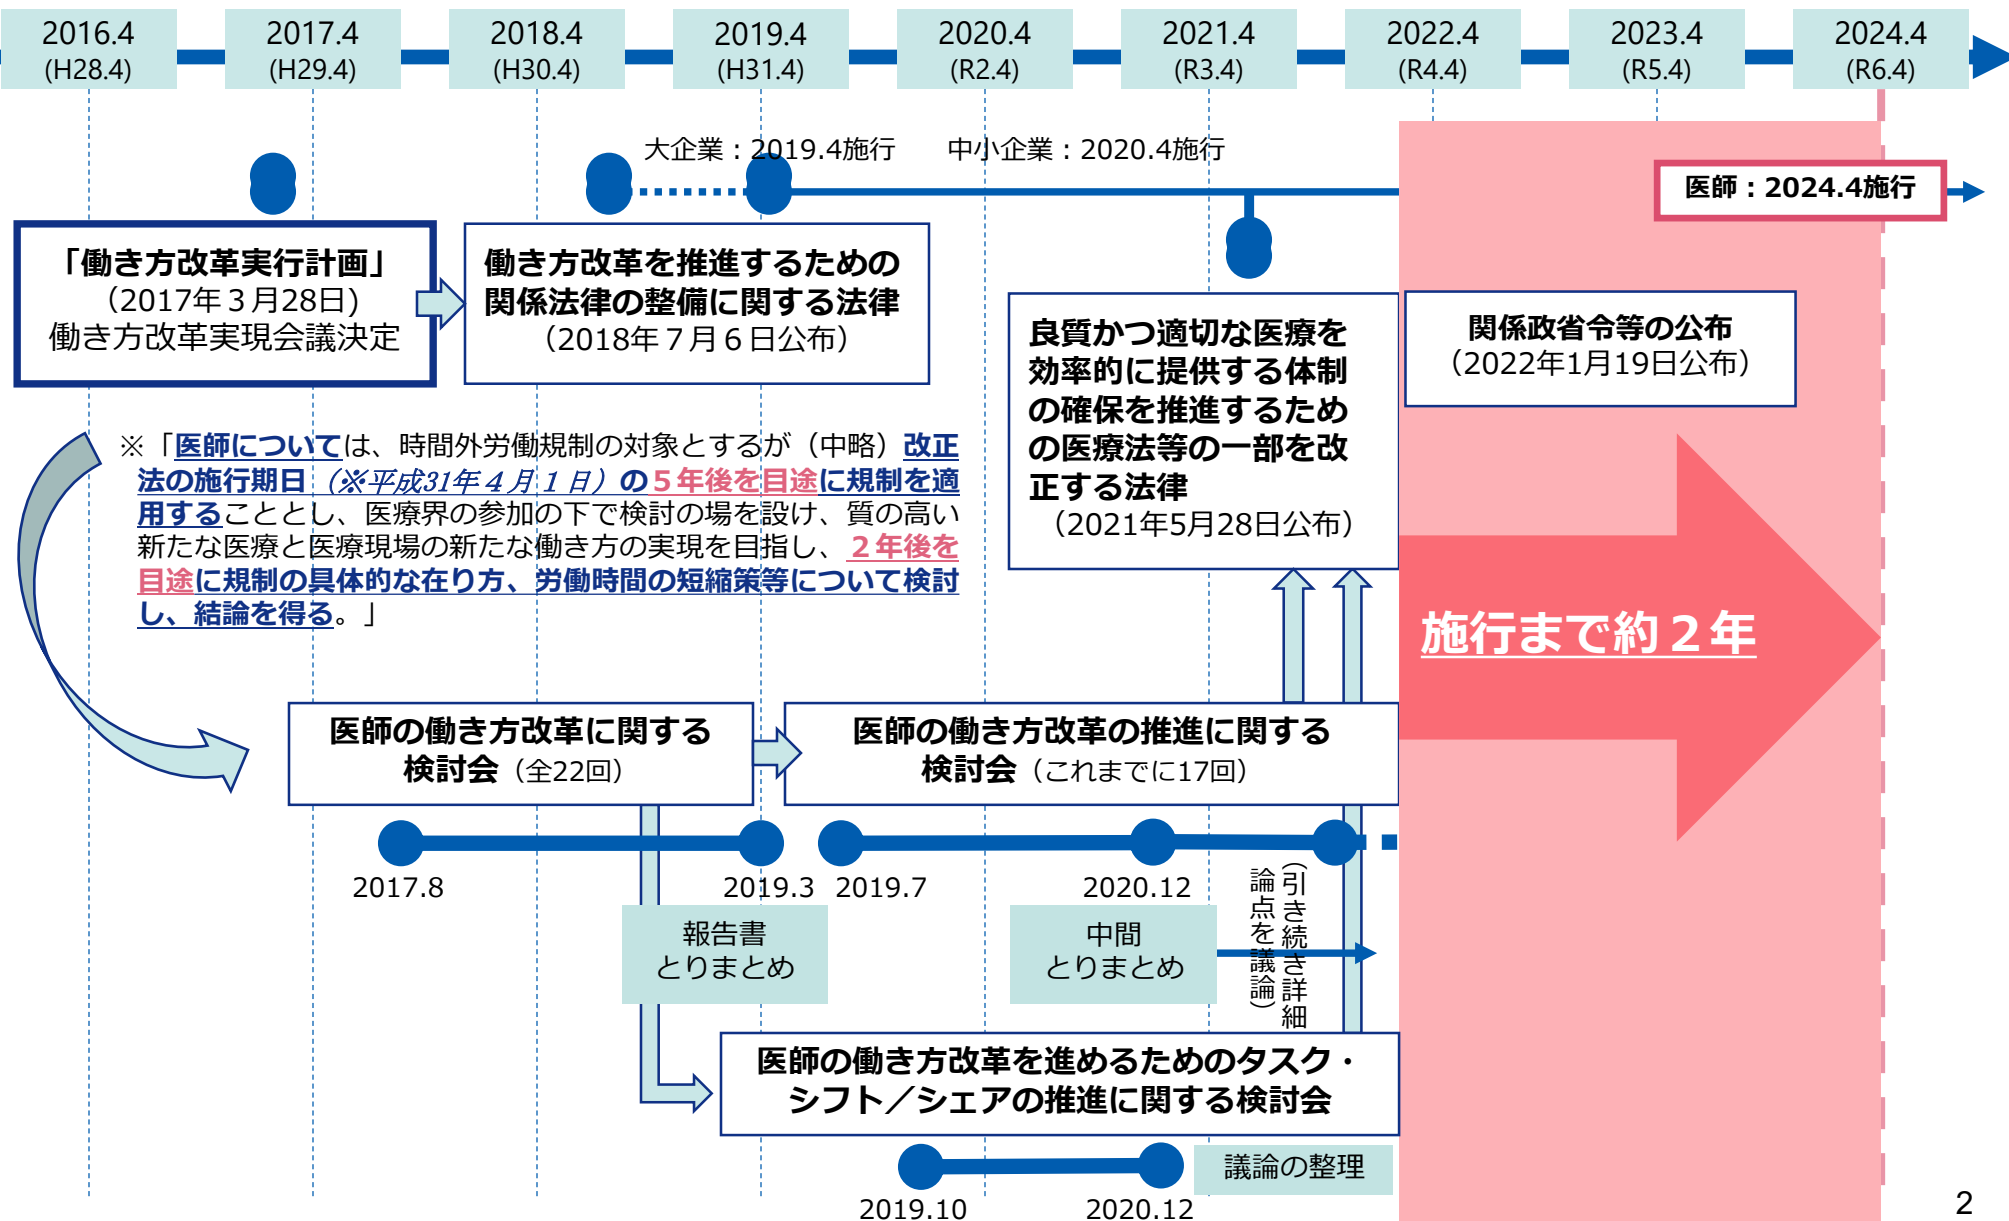 2016.4
(H28.4)
2017.4
(H29.4)
2018.4
(H30.4)
2019.4
(H31.4)
2020.4
(R2.4)
2021.4
(R3.4)
2022.4
(R4.4)
2023.4
(R5.4)
2024.4
(R6.4)
大企業：2019.4施行　中小企業：2020.4施行
医師：2024.4施行
「働き方改革実行計画」
（2017年３月28日)
働き方改革実現会議決定
働き方改革を推進するための
関係法律の整備に関する法律
（2018年７月６日公布）
良質かつ適切な医療を
効率的に提供する体制
の確保を推進するため
の医療法等の一部を改
正する法律
（2021年5月28日公布）
関係政省令等の公布
（2022年1月19日公布）
※「医師については、時間外労働規制の対象とするが（中略）改正
法の施行期日（※平成31年４月１日）の５年後を目途に規制を適
用することとし、医療界の参加の下で検討の場を設け、質の高い
新たな医療と医療現場の新たな働き方の実現を目指し、２年後を
目途に規制の具体的な在り方、労働時間の短縮策等について検討
し、結論を得る。」
施行まで約２年
医師の働き方改革に関する
検討会（全22回）
医師の働き方改革の推進に関する
検討会（これまでに17回）
2017.8
2019.3
2019.7
2020.12
報告書
とりまとめ
中間
とりまとめ
（引き続き詳細
論点を議論）
医師の働き方改革を進めるためのタスク・
シフト／シェアの推進に関する検討会
議論の整理
2019.10
2020.12
2